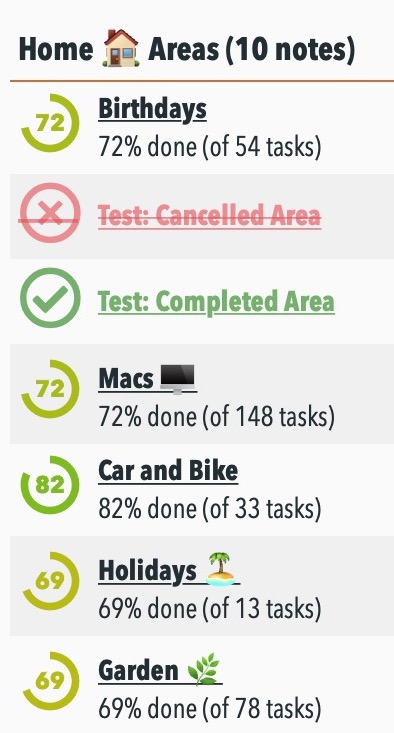 Home 🏠 Areas (10 notes)
72
Birthdays
72% done (of 54 tasks)
Test: Cancelled Area
Test: Completed Area
72
Macs 🖥️
72% done (of 148 tasks)
82
Car and Bike
82% done (of 33 tasks)
69
Holidays 🏝️
69% done (of 13 tasks)
69
Garden 🌿
69% done (of 78 tasks)